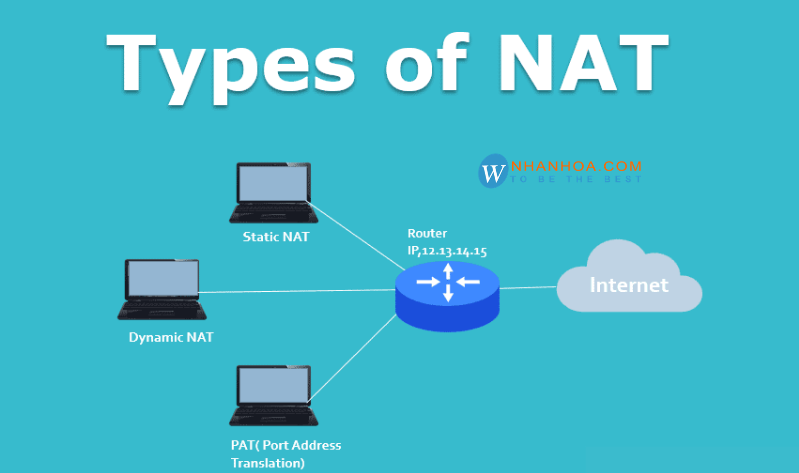 Types of NAT
W NHANHOA.COM
TO BE THE BEST
Static NAT
Router
IP,12.13.14.15
Internet
Dynamic NAT
PAT( Port Address
Translation)